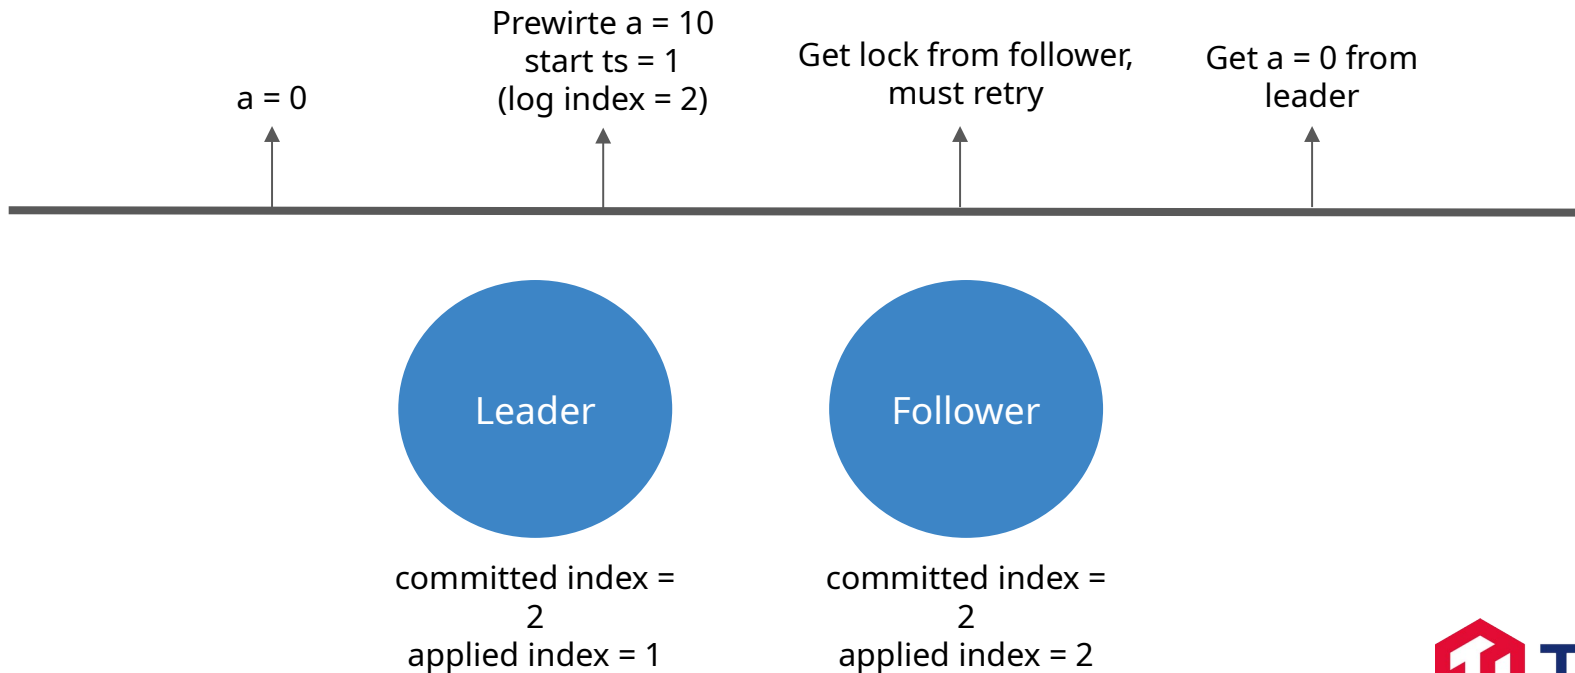 a = 0
Prewirte a = 10
start ts = 1
(log index = 2)
Get lock from follower,
must retry
Get a = 0 from
leader
Leader
Follower
committed index =
2
applied index = 1
committed index =
2
applied index = 2
T